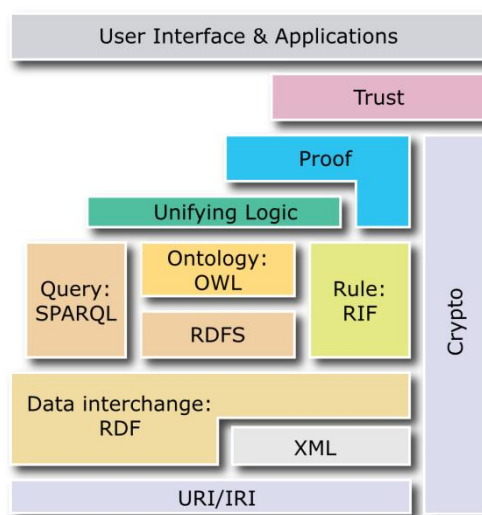 User Interface & Applications
Trust
Proof
Unifying Logic
Query:
SPARQL
Ontology:
OWL
RDFS
Rule:
RIF
Crypto
Data interchange:
RDF
XML
URI/IRI